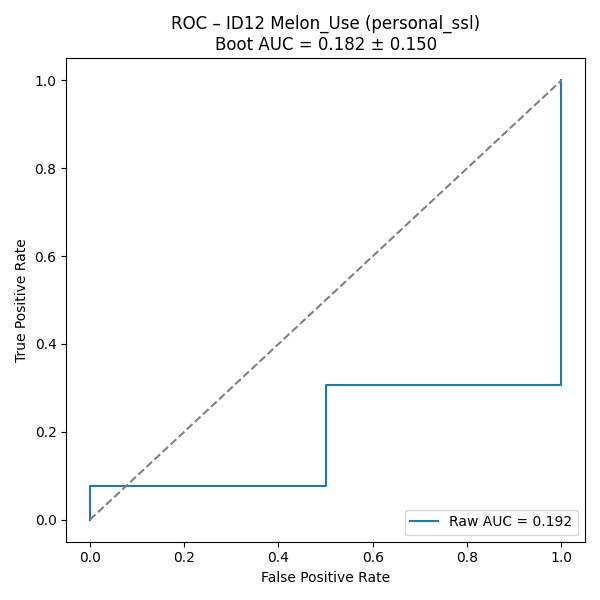 ROC – ID12 Melon_Use (personal_ssl)
Boot AUC = 0.182 ± 0.150
True Positive Rate
1.0
0.8
0.6
0.4
0.2
0.0
Raw AUC = 0.192
0.0 0.2 0.4 0.6 0.8 1.0
False Positive Rate